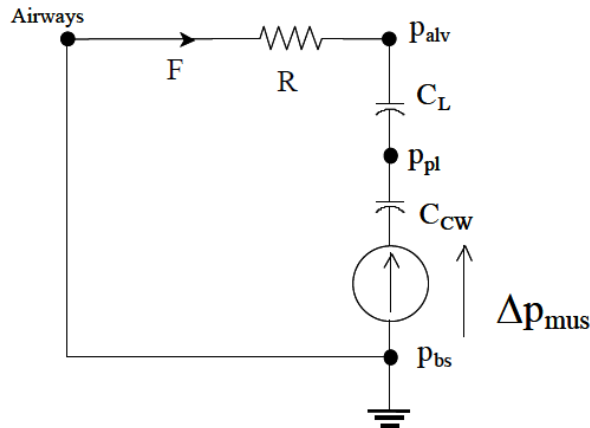 Airways
p_alv
F
R
C_L
p_pl
C_CW
Δp_mus
p_bs